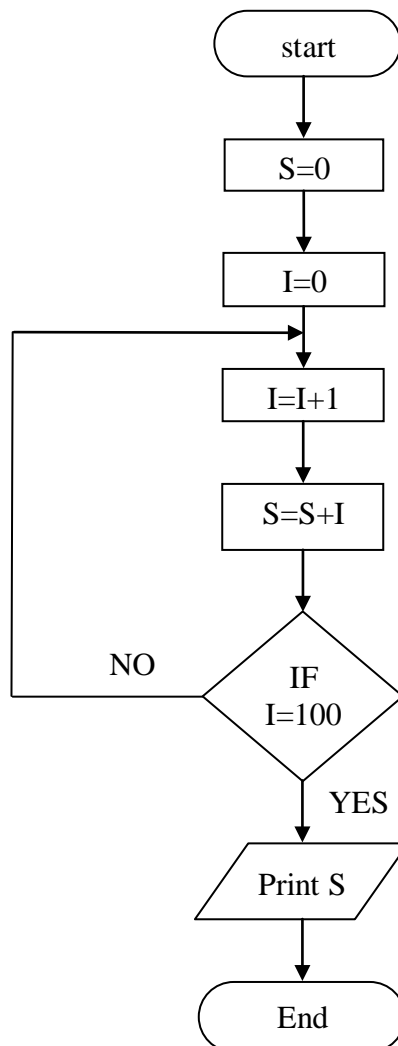 start
S=0
I=0
I=I+1
S=S+I
NO
IF
I=100
YES
Print S
End